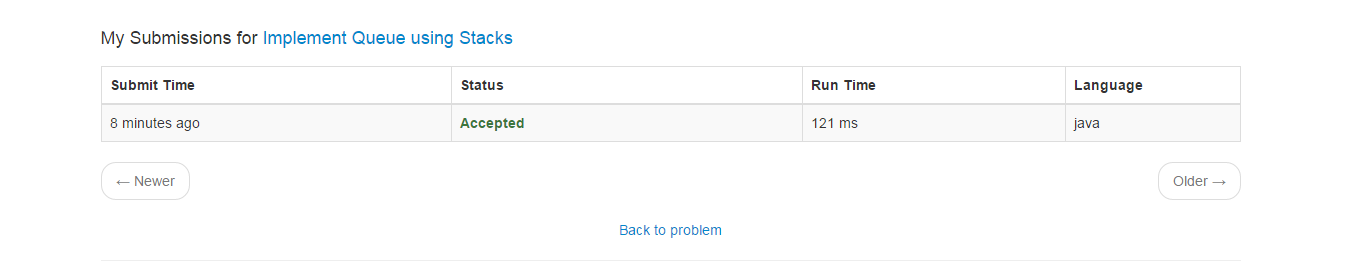 My Submissions for Implement Queue using Stacks
Submit Time Status Run Time Language
8 minutes ago Accepted 121 ms java
← Newer Older →
Back to problem